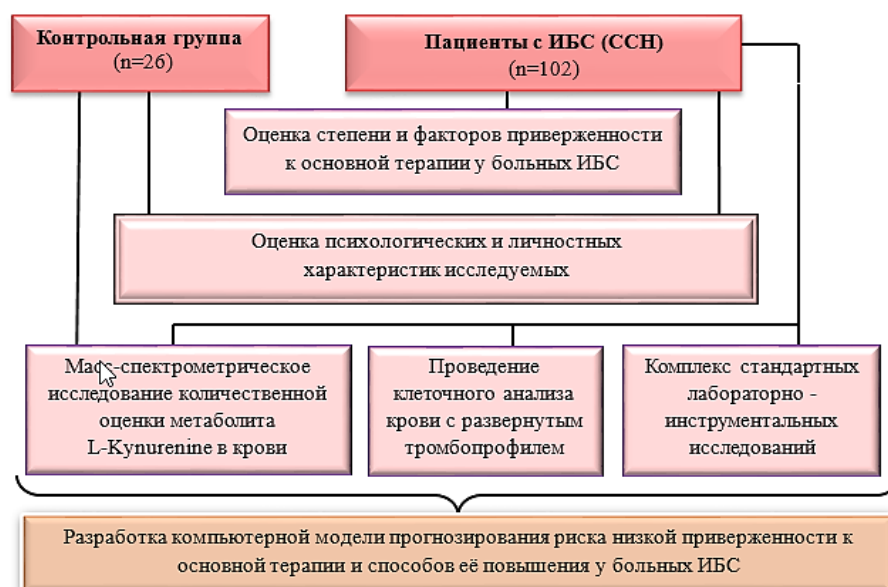 Контрольная группа
(n=26)
Пациенты с ИБС (ССН)
(n=102)
Оценка степени и факторов приверженности
к основной терапии у больных ИБС
Оценка психологических и личностных
характеристик исследуемых
Масс-спектрометрическое
исследование количественной
оценки метаболита
L-Kynurenine в крови
Проведение
клеточного анализа
крови с развернутым
тромбопрофилем
Комплекс стандартных
лабораторно -
инструментальных
исследований
Разработка компьютерной модели прогнозирования риска низкой приверженности к
основной терапии и способов её повышения у больных ИБС